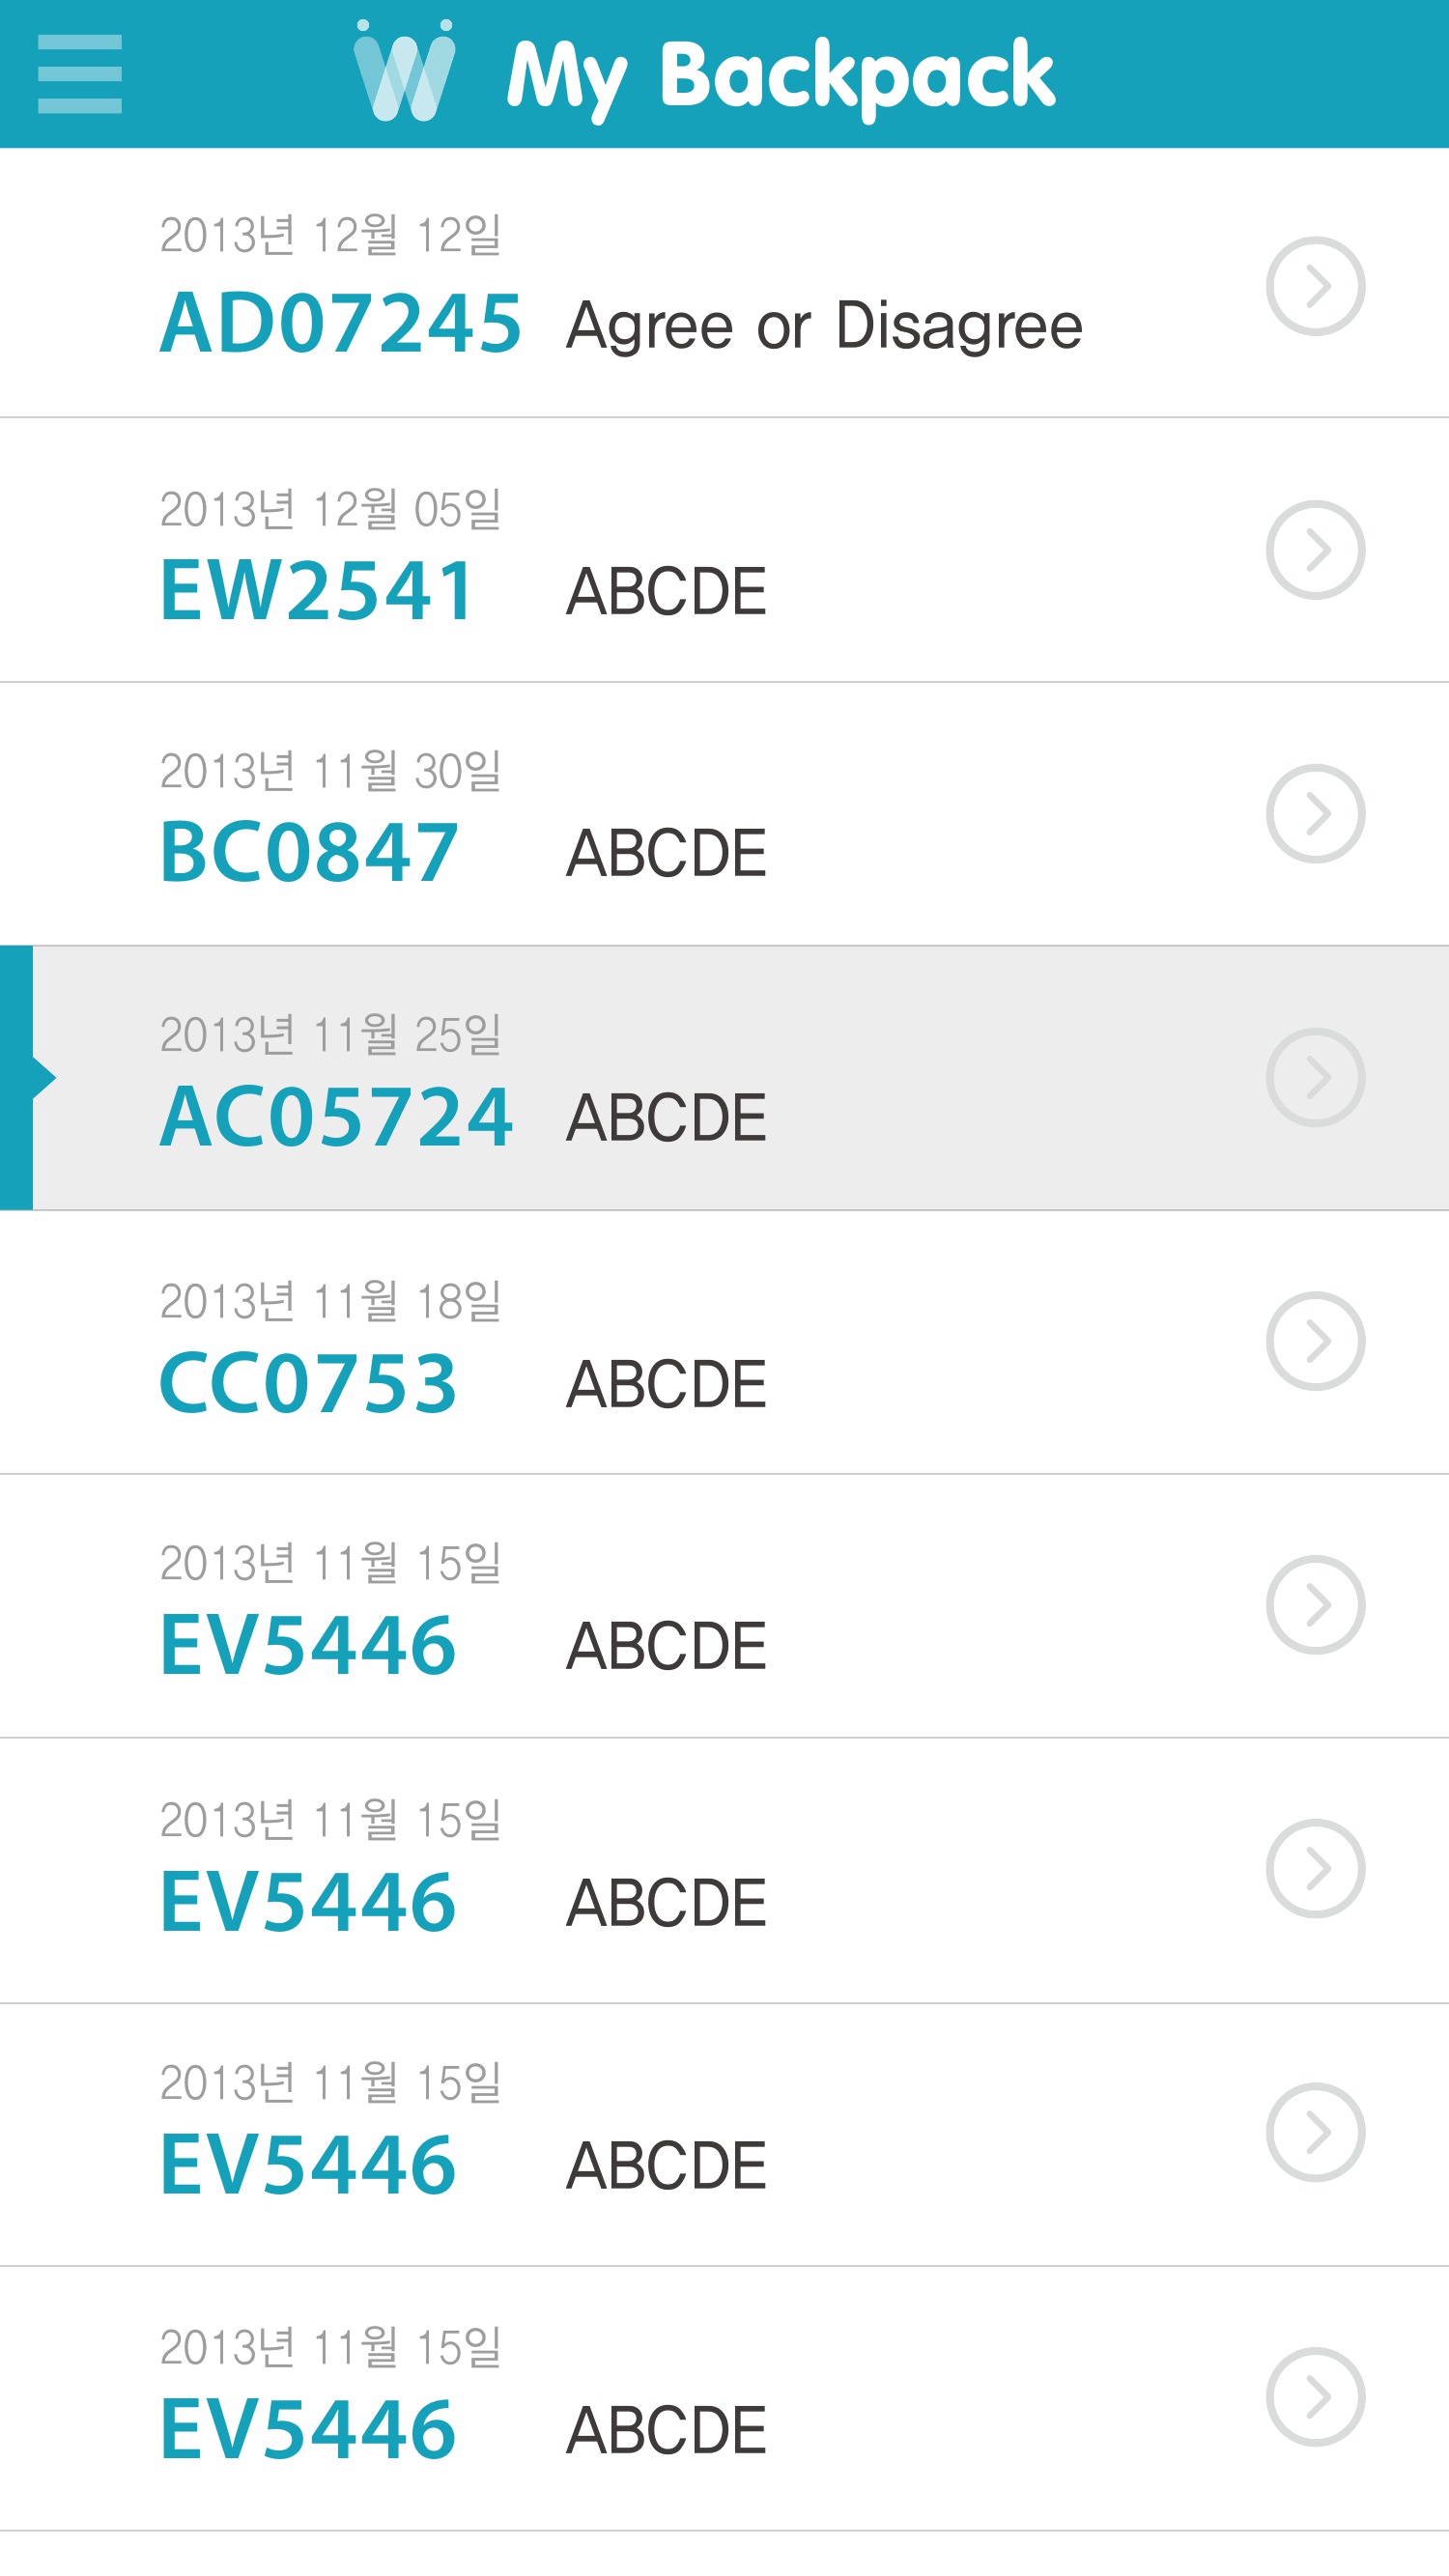 My Backpack
2013년 12월 12일
AD07245 Agree or Disagree
2013년 12월 05일
EW2541 ABCDE
2013년 11월 30일
BC0847 ABCDE
2013년 11월 25일
AC05724 ABCDE
2013년 11월 18일
CC0753 ABCDE
2013년 11월 15일
EV5446 ABCDE
2013년 11월 15일
EV5446 ABCDE
2013년 11월 15일
EV5446 ABCDE
2013년 11월 15일
EV5446 ABCDE